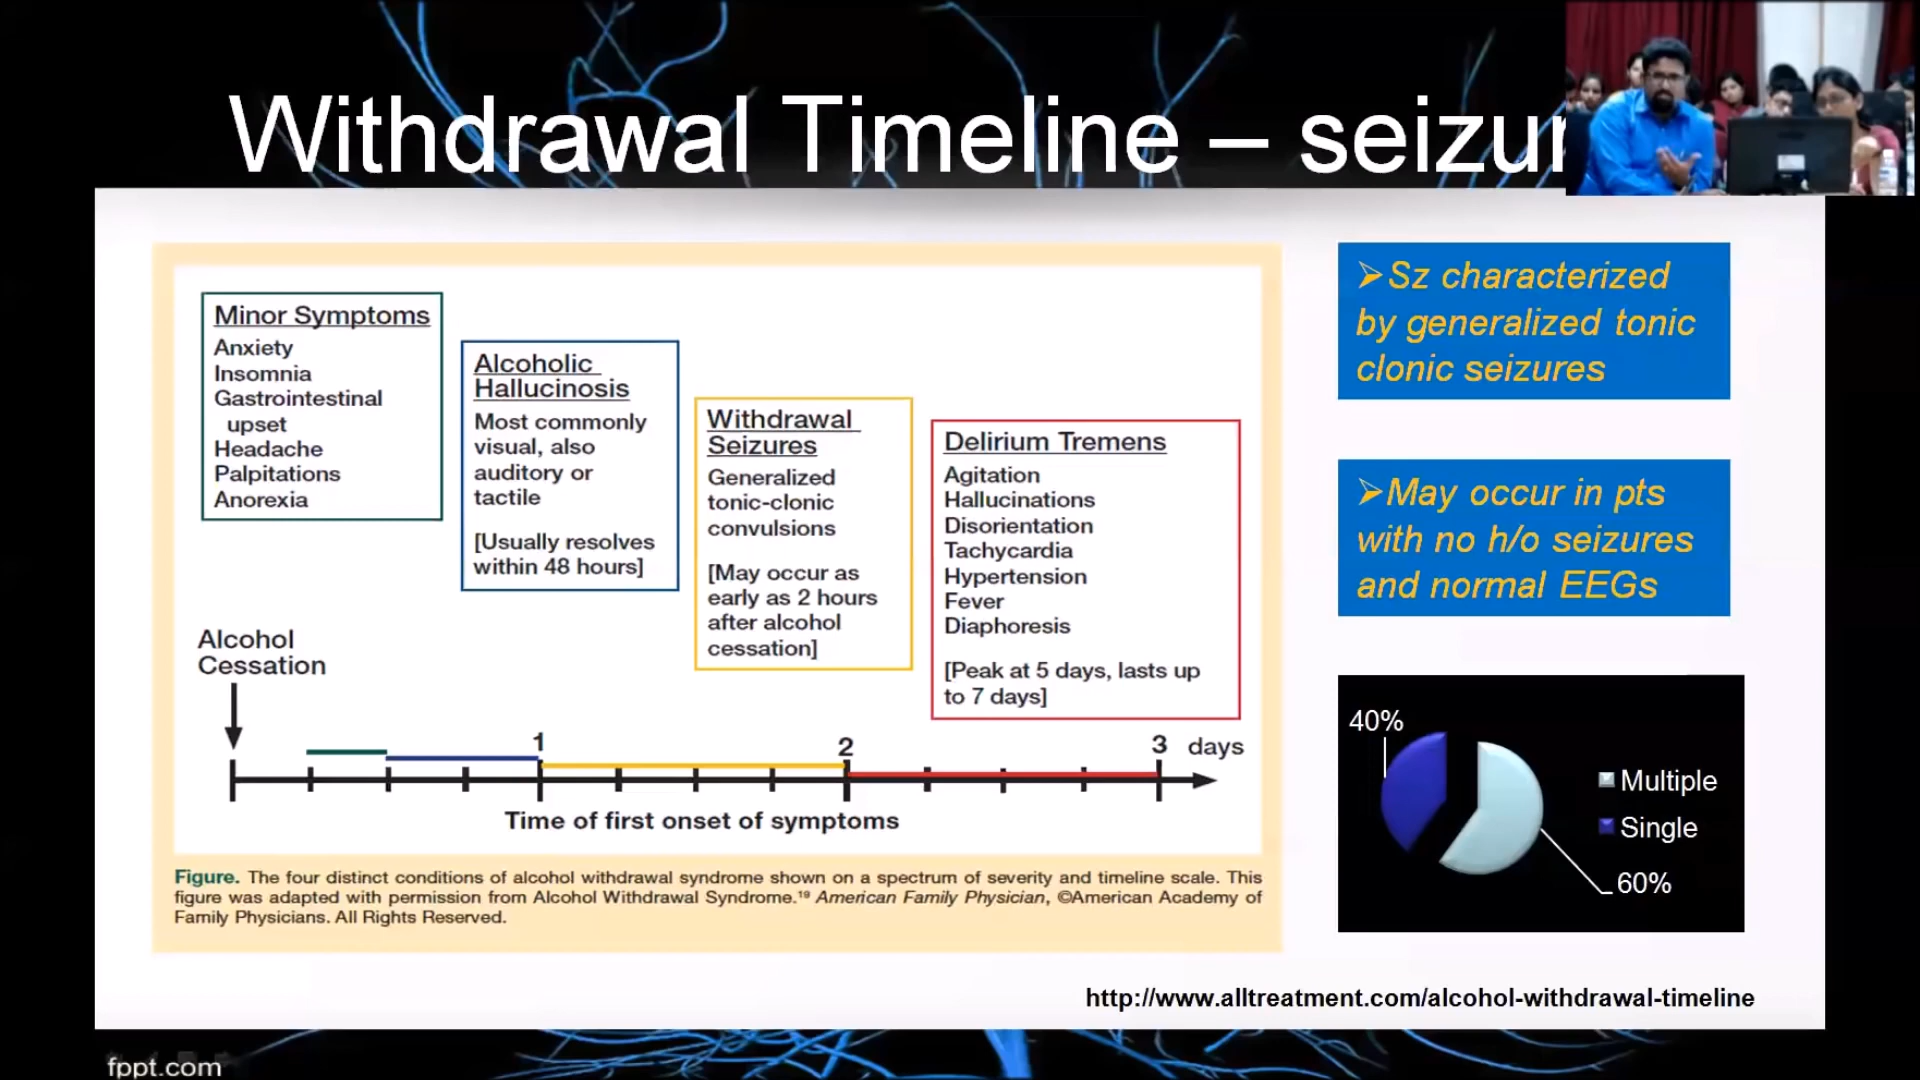 Withdrawal Timeline – seizur
Minor Symptoms
Anxiety
Insomnia
Gastrointestinal
upset
Headache
Palpitations
Anorexia
Alcoholic
Hallucinosis
Most commonly
visual, also
auditory or
tactile
[Usually resolves
within 48 hours]
Withdrawal
Seizures
Generalized
tonic-clonic
convulsions
[May occur as
early as 2 hours
after alcohol
cessation]
Delirium Tremens
Agitation
Hallucinations
Disorientation
Tachycardia
Hypertension
Fever
Diaphoresis
[Peak at 5 days, lasts up
to 7 days]
Alcohol
Cessation
1
2
3 days
Time of first onset of symptoms
Figure. The four distinct conditions of alcohol withdrawal syndrome shown on a spectrum of severity and timeline scale. This
figure was adapted with permission from Alcohol Withdrawal Syndrome.¹⁹ American Family Physician, ©American Academy of
Family Physicians. All Rights Reserved.
➢Sz characterized
by generalized tonic
clonic seizures
➢May occur in pts
with no h/o seizures
and normal EEGs
40%
Multiple
Single
60%
http://www.alltreatment.com/alcohol-withdrawal-timeline
fppt.com